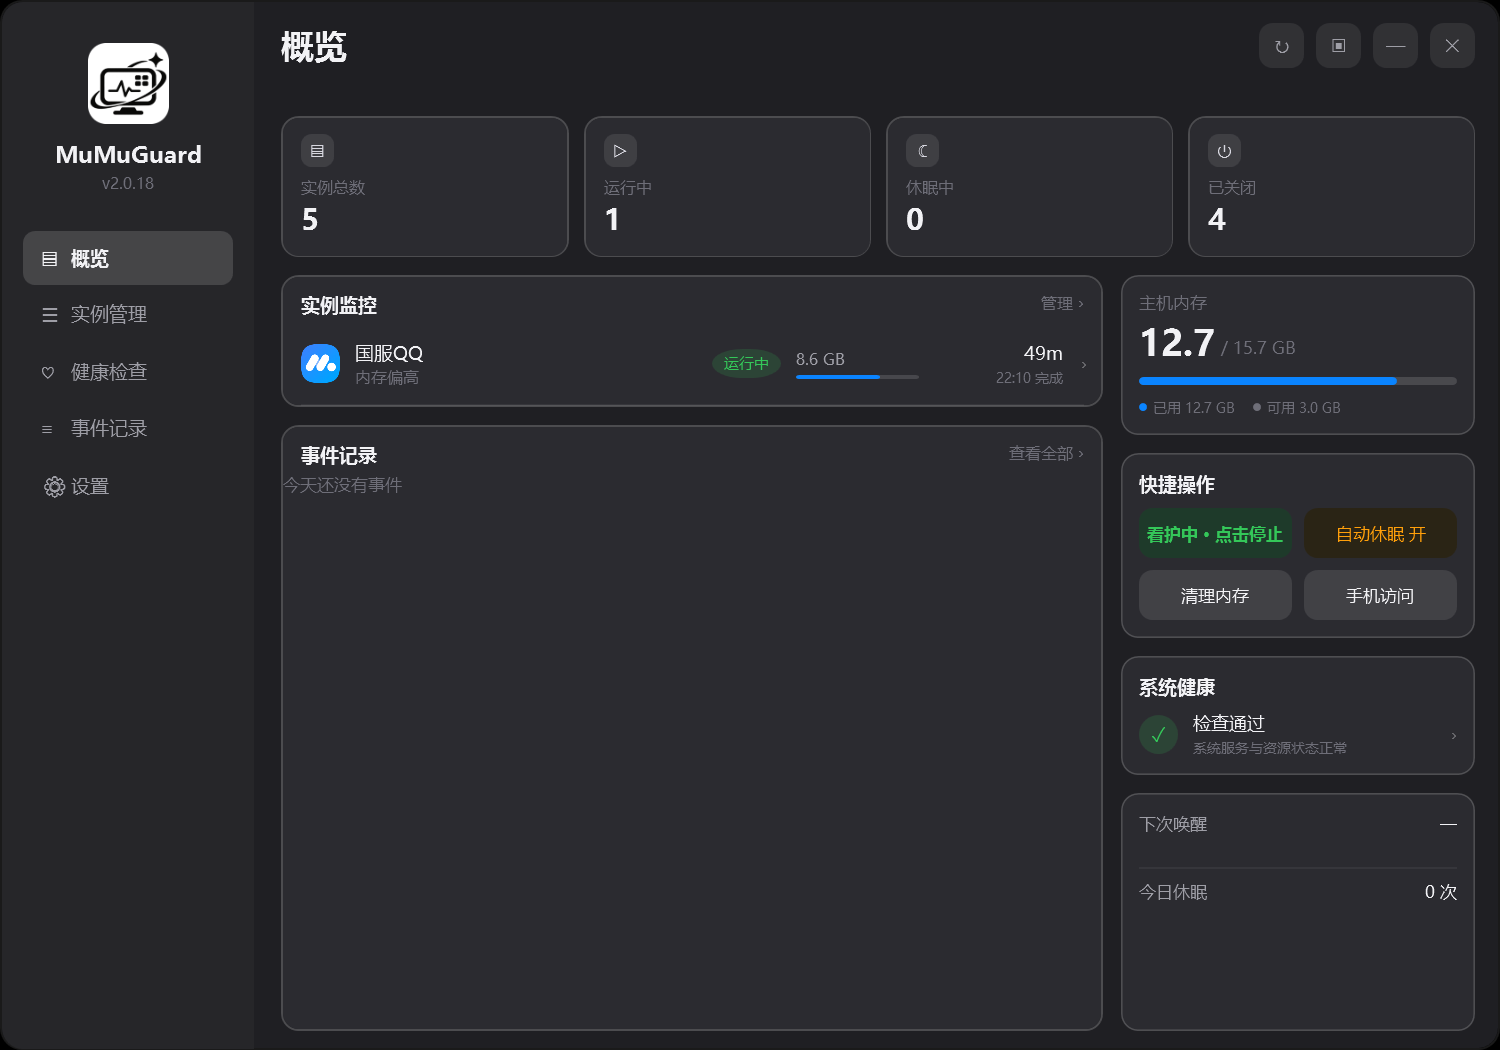 MuMuGuard
v2.0.18
概览
实例管理
健康检查
事件记录
设置
概览
实例总数
5
运行中
1
休眠中
0
已关闭
4
实例监控
管理 ›
国服QQ
内存偏高
运行中
8.6 GB
49m
22:10 完成
事件记录
查看全部 ›
今天还没有事件
主机内存
12.7 / 15.7 GB
已用 12.7 GB
可用 3.0 GB
快捷操作
看护中 • 点击停止
自动休眠 开
清理内存
手机访问
系统健康
检查通过
系统服务与资源状态正常
下次唤醒 —
今日休眠 0 次